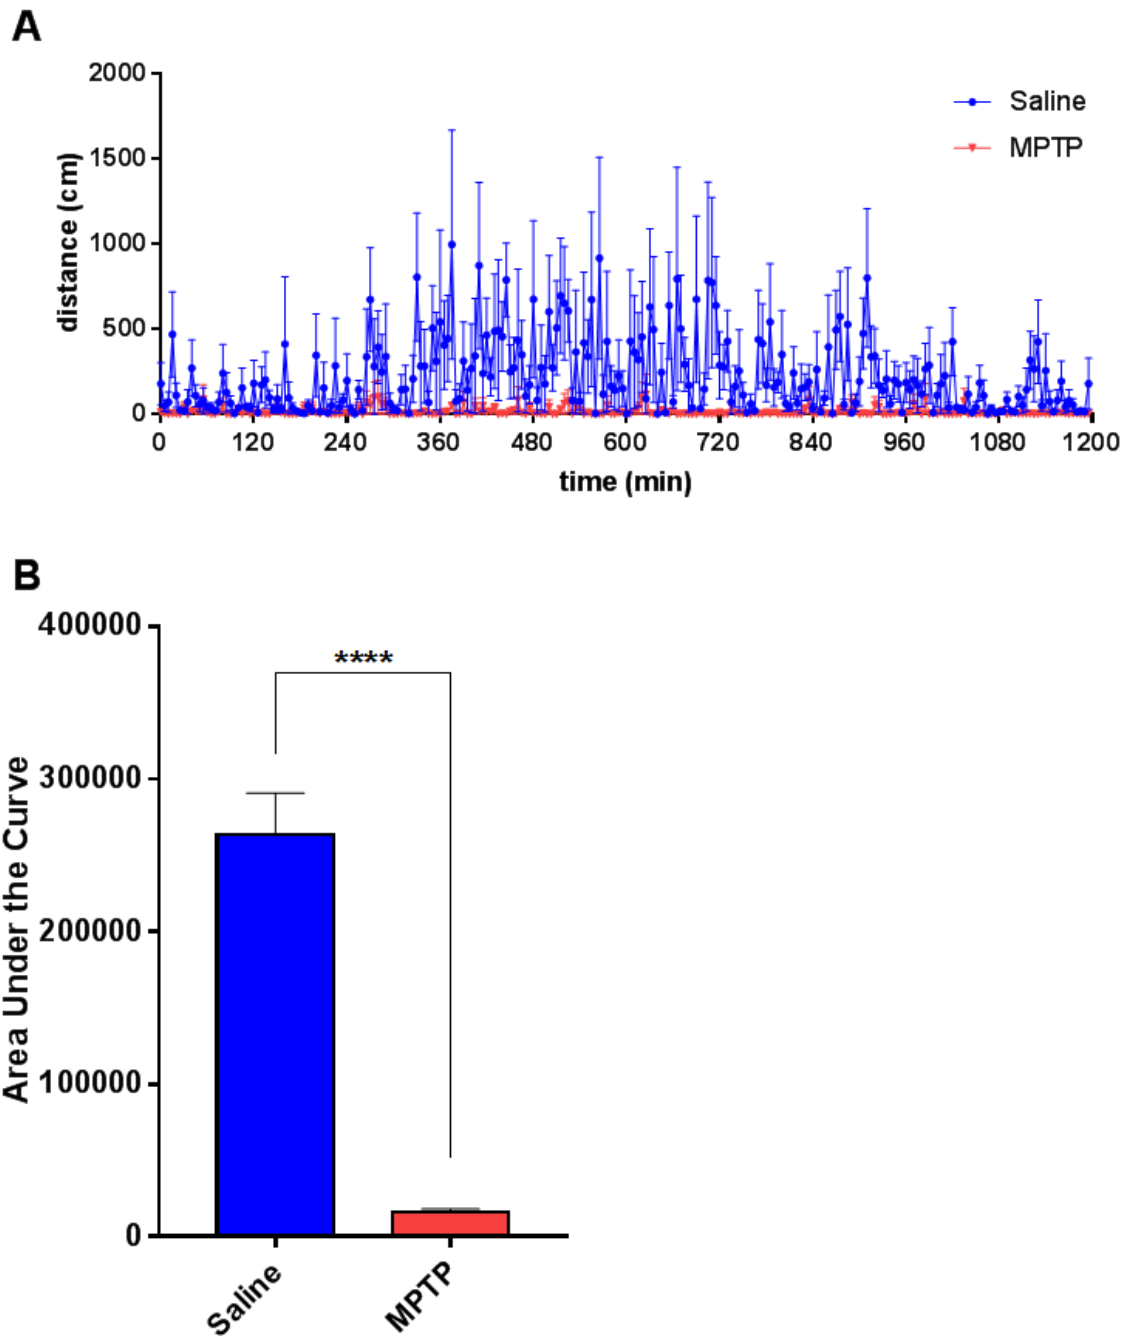 A
2000
1500
1000
500
0
distance (cm)
Saline
MPTP
0 120 240 360 480 600 720 840 960 1080 1200
time (min)
B
400000
300000
200000
100000
0
Area Under the Curve
****
Saline
MPTP